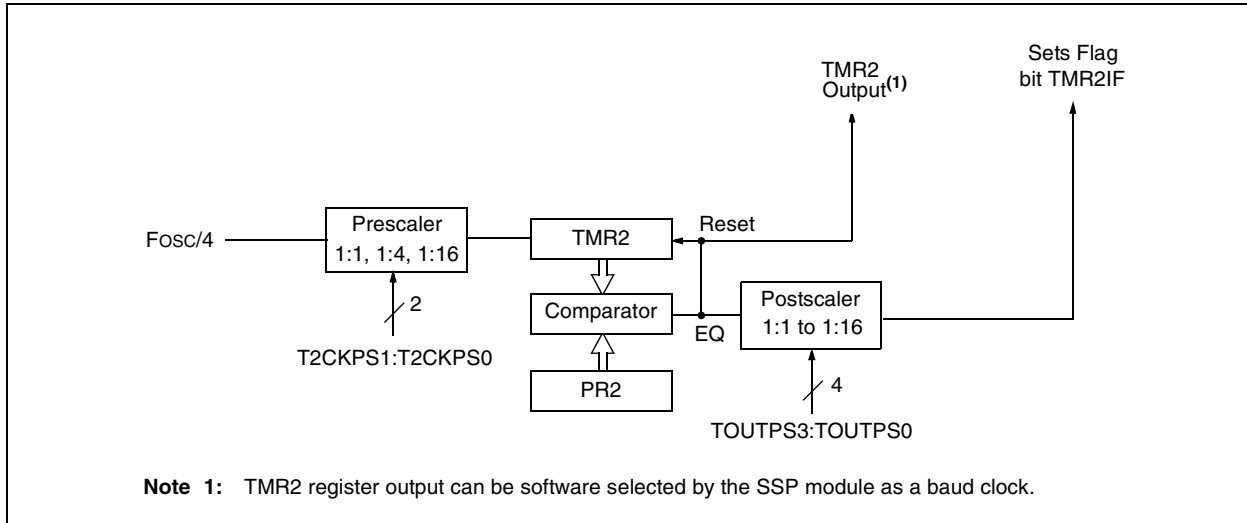 Sets Flag
bit TMR2IF
TMR2
Output(1)
Prescaler
1:1, 1:4, 1:16
FOSC/4
TMR2
Reset
2
Comparator
EQ
Postscaler
1:1 to 1:16
T2CKPS1:T2CKPS0
PR2
4
TOUTPS3:TOUTPS0
Note 1: TMR2 register output can be software selected by the SSP module as a baud clock.